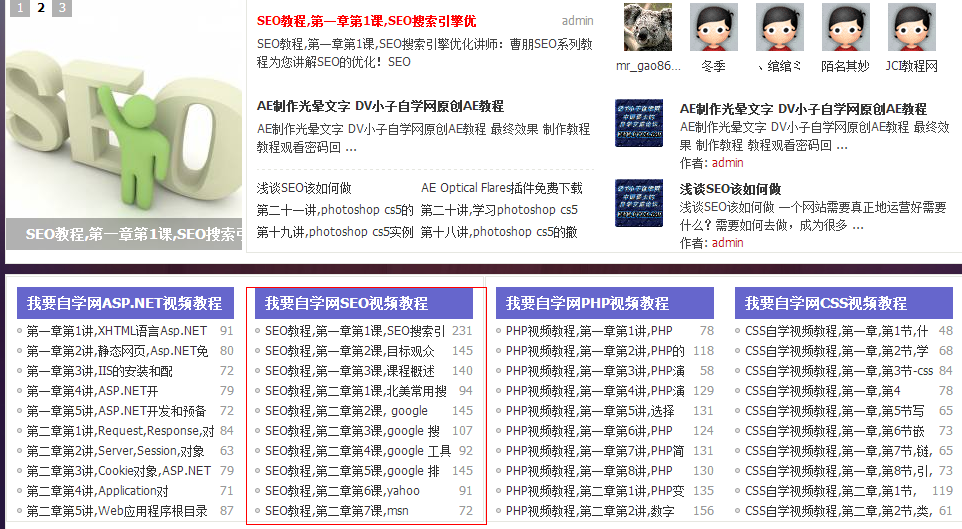 1 2 3
SEO教程,第一章第1课,SEO搜索引
SEO教程,第一章第1课,SEO搜索引擎优 admin
SEO教程,第一章第1课,SEO搜索引擎优化讲师：曹朋SEO系列教
程为您讲解SEO的优化！SEO
AE制作光晕文字 DV小子自学网原创AE教程
AE制作光晕文字 DV小子自学网原创AE教程 最终效果 制作教程
教程观看密码回 ...
浅谈SEO该如何做 AE Optical Flares插件免费下载
第二十一讲,photoshop cs5的 第二十讲,学习photoshop cs5
第十九讲,photoshop cs5实例 第十八讲,photoshop cs5的撤
mr_gao86... 冬季 、绾绾ミ 陌名其妙 JCI教程网
AE制作光晕文字 DV小子自学网原创AE教程
AE制作光晕文字 DV小子自学网原创AE教程 最终效
果 制作教程 教程观看密码回 ...
作者: admin
浅谈SEO该如何做
浅谈SEO该如何做 一个网站需要真正地运营好需要
什么？需要如何去做，成为很多 ...
作者: admin
我要自学网ASP.NET视频教程
第一章第1讲,XHTML语言Asp.NET 91
第一章第2讲,静态网页,Asp.NET免 80
第一章第3讲,IIS的安装和配 72
第一章第4讲,ASP.NET开 79
第一章第5讲,ASP.NET开发和预备 72
第二章第1讲,Request,Response,对 84
第二章第2讲,Server,Session,对象 63
第二章第3讲,Cookie对象,ASP.NET 79
第二章第4讲,Application对 71
第二章第5讲,Web应用程序根目录 87
我要自学网SEO视频教程
SEO教程,第一章第1课,SEO搜索引 231
SEO教程,第一章第2课,目标观众 145
SEO教程,第一章第3课,课程概述 140
SEO教程,第二章第1课,北美常用搜 94
SEO教程,第二章第2课, google 145
SEO教程,第二章第3课,google 搜 107
SEO教程,第二章第4课,google 工具 92
SEO教程,第二章第5课,google 排 145
SEO教程,第二章第6课,yahoo 91
SEO教程,第二章第7课,msn 72
我要自学网PHP视频教程
PHP视频教程,第一章第1讲,PHP 78
PHP视频教程,第一章第2讲,PHP的 118
PHP视频教程,第一章第3讲,PHP演 58
PHP视频教程,第一章第4讲,PHP演 129
PHP视频教程,第一章第5讲,选择 131
PHP视频教程,第一章第6讲,PHP 124
PHP视频教程,第一章第7讲,PHP简 131
PHP视频教程,第一章第8讲,PHP 130
PHP视频教程,第二章第1讲,PHP变 135
PHP视频教程,第二章第2讲,数字 156
我要自学网CSS视频教程
CSS自学视频教程,第一章,第1节,什 48
CSS自学视频教程,第一章,第2节,学 68
CSS自学视频教程,第一章,第3节-css 84
CSS自学视频教程,第一章,第4 78
CSS自学视频教程,第一章,第5节写 65
CSS自学视频教程,第一章,第6节嵌 73
CSS自学视频教程,第一章,第7节,链, 65
CSS自学视频教程,第一章,第8节,引, 73
CSS自学视频教程,第二章,第1节, 119
CSS自学视频教程,第二章,第2节,类, 61